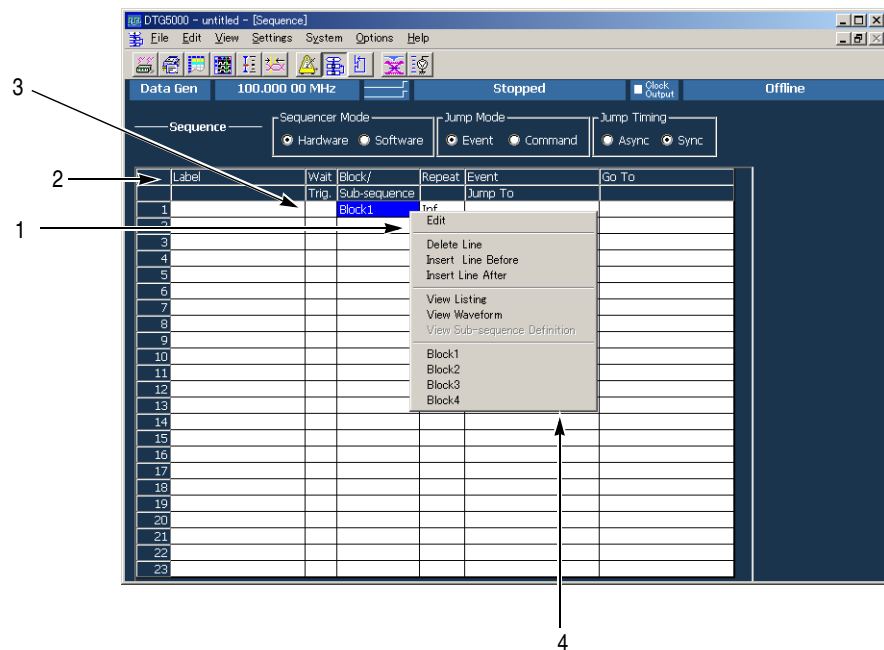 DTG5000 - untitled - [Sequence]
File Edit View Settings System Options Help
Data Gen 100.000 00 MHz Stopped Clock Output Offline
Sequence
Sequencer Mode
Hardware Software
Jump Mode
Event Command
Jump Timing
Async Sync
Label Wait Trig. Block/ Sub-sequence Repeat Event Jump To Go To
1 Block1 Inf
2
3
4
5
6
7
8
9
10
11
12
13
14
15
16
17
18
19
20
21
22
23
Edit
Delete Line
Insert Line Before
Insert Line After
View Listing
View Waveform
View Sub-sequence Definition
Block1
Block2
Block3
Block4
3
2
1
4